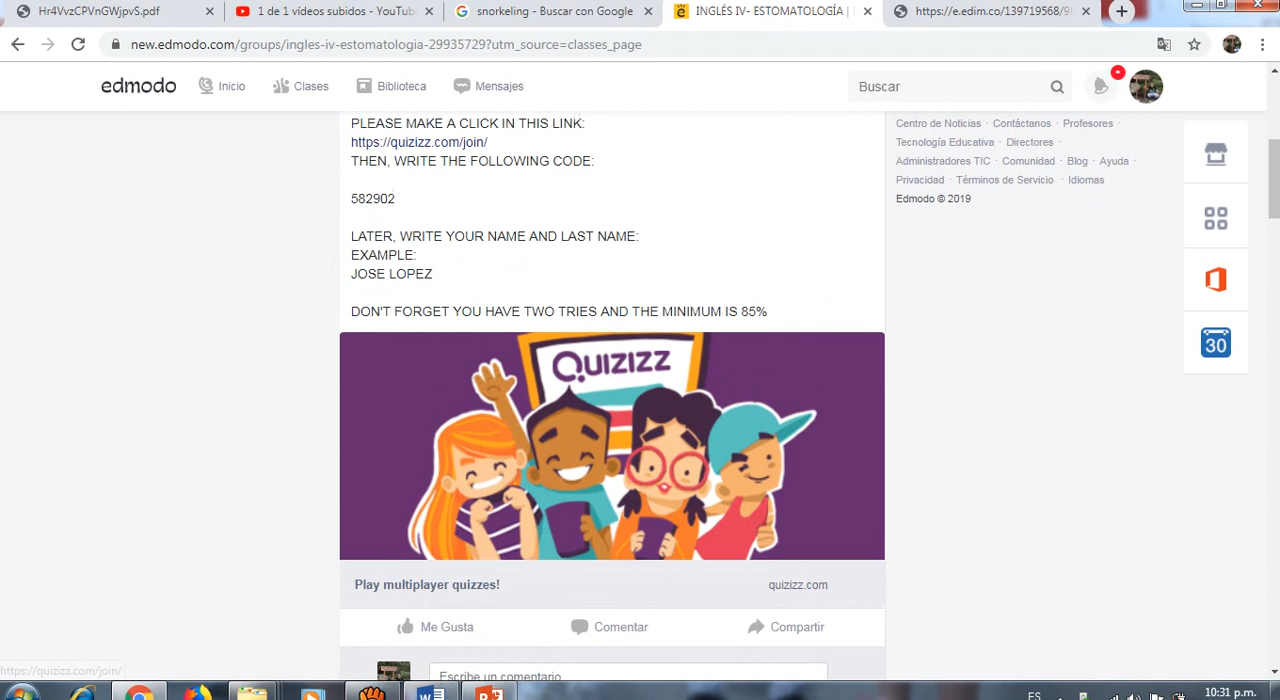 Hr4VvzCPVnGWjpvS.pdf
1 de 1 vídeos subidos - YouTube
snorkeling - Buscar con Google
INGLÉS IV- ESTOMATOLOGÍA |
https://e.edim.co/139719568/9
new.edmodo.com/groups/ingles-iv-estomatologia-29935729?utm_source=classes_page
edmodo
Inicio
Clases
Biblioteca
Mensajes
Buscar
PLEASE MAKE A CLICK IN THIS LINK:
https://quizizz.com/join/
THEN, WRITE THE FOLLOWING CODE:
582902
LATER, WRITE YOUR NAME AND LAST NAME:
EXAMPLE:
JOSE LOPEZ
DON'T FORGET YOU HAVE TWO TRIES AND THE MINIMUM IS 85%
Centro de Noticias · Contáctanos · Profesores ·
Tecnología Educativa · Directores ·
Administradores TIC · Comunidad · Blog · Ayuda ·
Privacidad · Términos de Servicio · Idiomas
Edmodo © 2019
30
QUIZIZZ
Play multiplayer quizzes!
quizizz.com
Me Gusta
Comentar
Compartir
Escribe un comentario
https://quizizz.com/join/
ES
10:31 p.m.